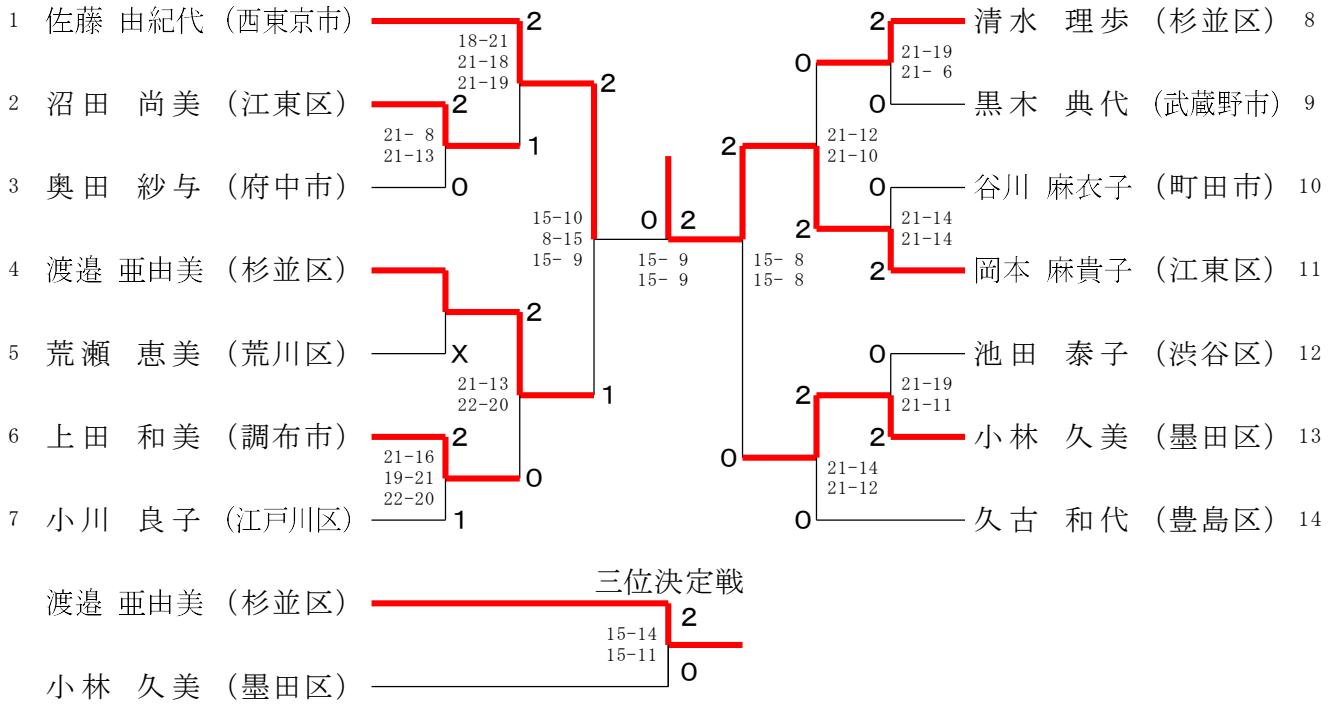 1 佐藤 由紀代 (西東京市) 2
18-21
21-18
21-19
2
2 沼田 尚美 (江東区) 2
21- 8
21-13
1
3 奥田 紗与 (府中市) 0
15-10
8-15
15- 9
4 渡邉 亜由美 (杉並区)
2
5 荒瀬 恵美 (荒川区) X
21-13
22-20
1
6 上田 和美 (調布市) 2
21-16
19-21
22-20
0
7 小川 良子 (江戸川区) 1
0 2
15- 9
15- 9
2 清水 理歩 (杉並区) 8
21-19
21- 6
0
0 黒木 典代 (武蔵野市) 9
21-12
21-10
2
0 谷川 麻衣子 (町田市) 10
21-14
21-14
2
2 岡本 麻貴子 (江東区) 11
15- 8
15- 8
0 池田 泰子 (渋谷区) 12
21-19
21-11
2
2 小林 久美 (墨田区) 13
0
21-14
21-12
0 久古 和代 (豊島区) 14
三位決定戦
渡邉 亜由美 (杉並区) 2
15-14
15-11
小林 久美 (墨田区) 0